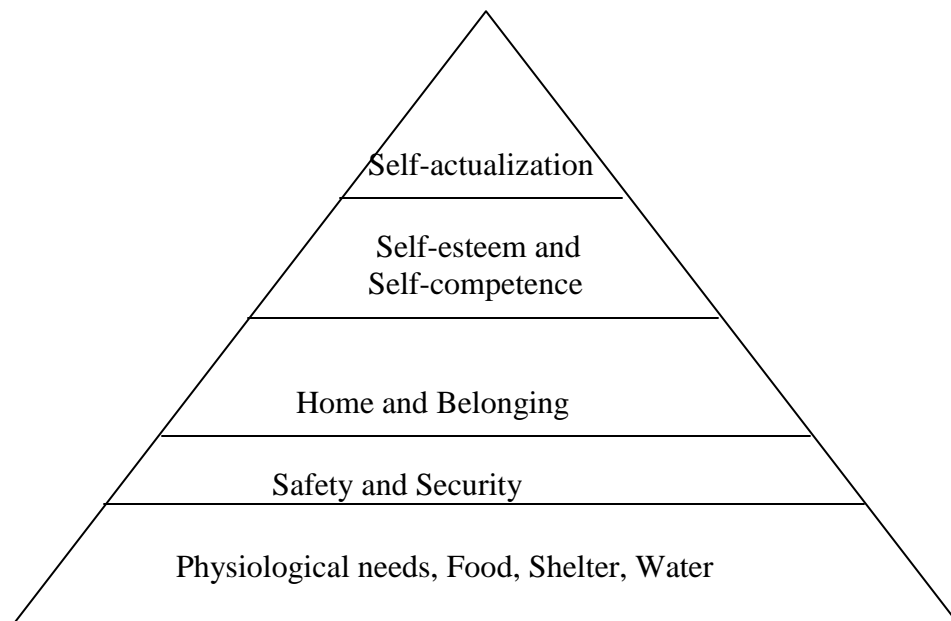 Self-actualization
Self-esteem and
Self-competence
Home and Belonging
Safety and Security
Physiological needs, Food, Shelter, Water